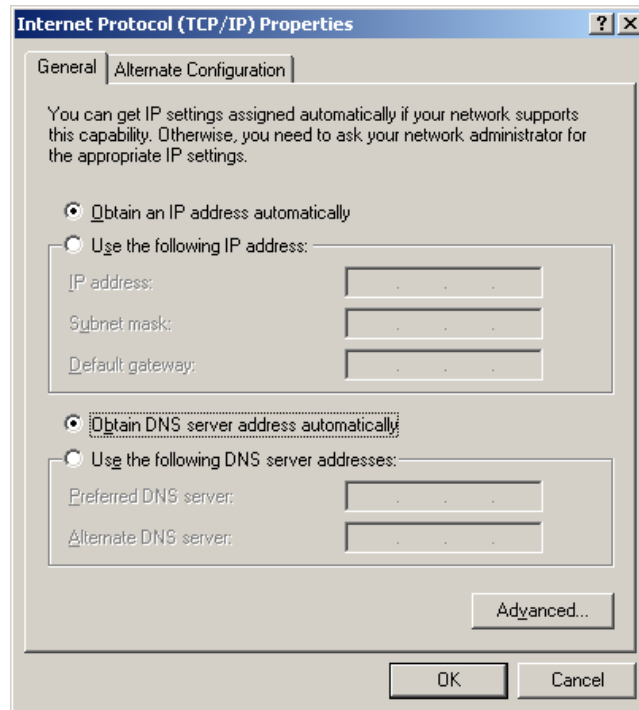 Internet Protocol (TCP/IP) Properties
General
Alternate Configuration
You can get IP settings assigned automatically if your network supports
this capability. Otherwise, you need to ask your network administrator for
the appropriate IP settings.
Obtain an IP address automatically
Use the following IP address:
IP address:
Subnet mask:
Default gateway:
Obtain DNS server address automatically
Use the following DNS server addresses:
Preferred DNS server:
Alternate DNS server:
Advanced...
OK
Cancel